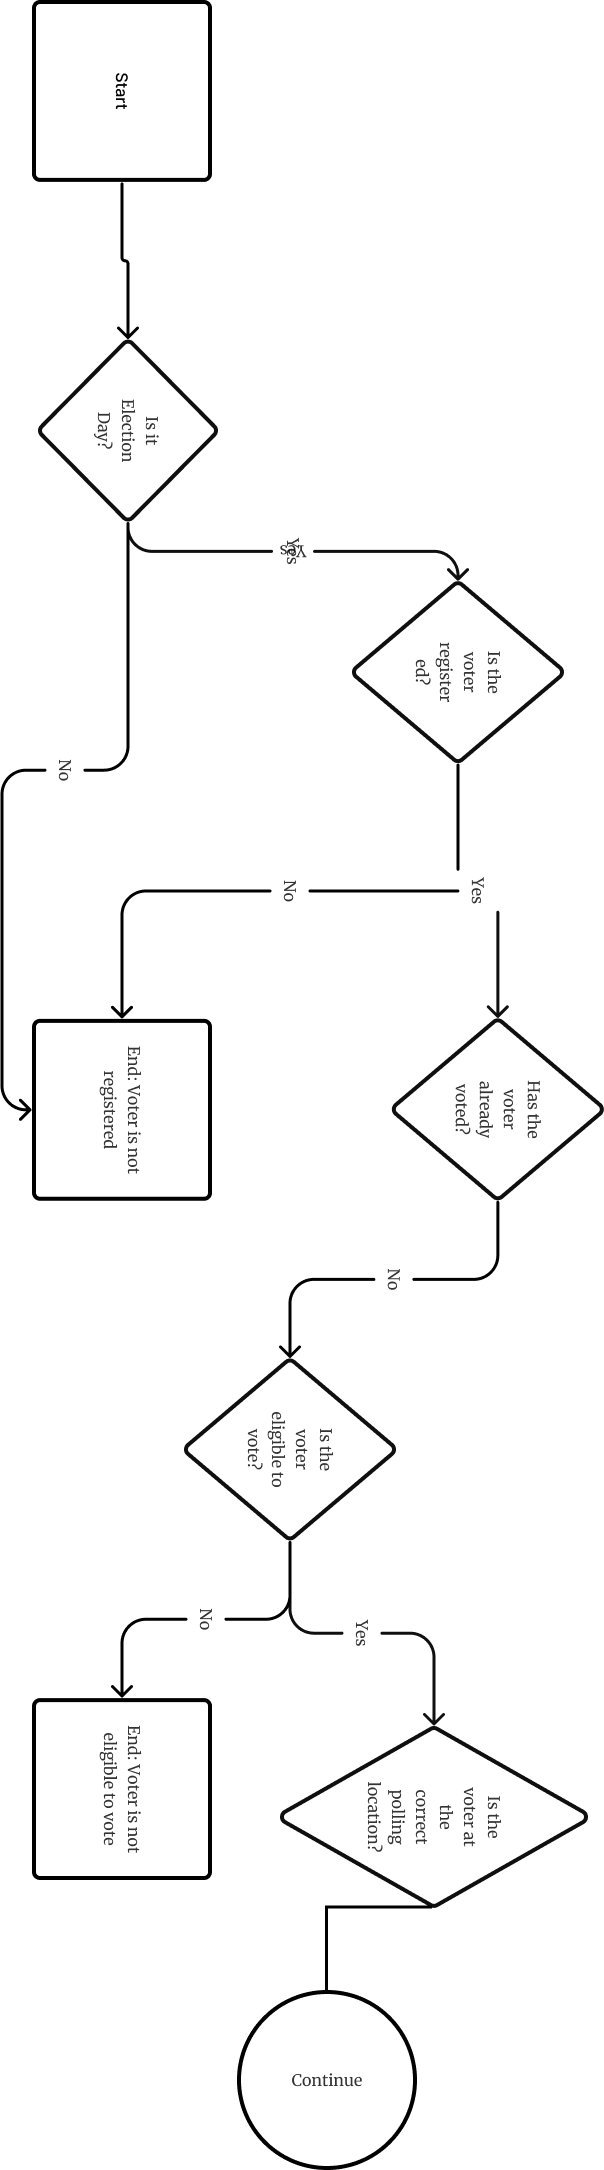 Start
Is it
Election
Day?
Yes
Yes
Is the
voter
register
ed?
No
Yes
No
End: Voter is not
registered
Has the
voter
already
voted?
No
Is the
voter
eligible to
vote?
No
Yes
End: Voter is not
eligible to vote
Is the
voter at
the
correct
polling
location?
Continue